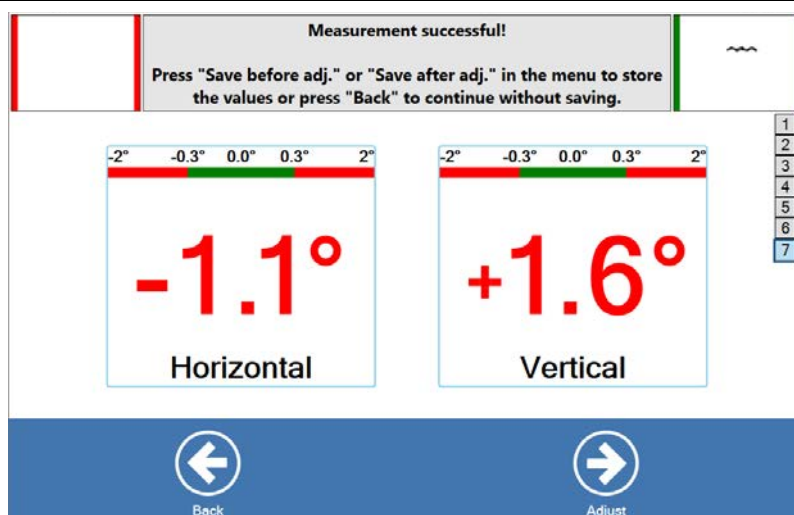 Measurement successful!
Press "Save before adj." or "Save after adj." in the menu to store
the values or press "Back" to continue without saving.
-2° -0.3° 0.0° 0.3° 2°
-1.1°
Horizontal
-2° -0.3° 0.0° 0.3° 2°
+1.6°
Vertical
1
2
3
4
5
6
7
Back
Adjust